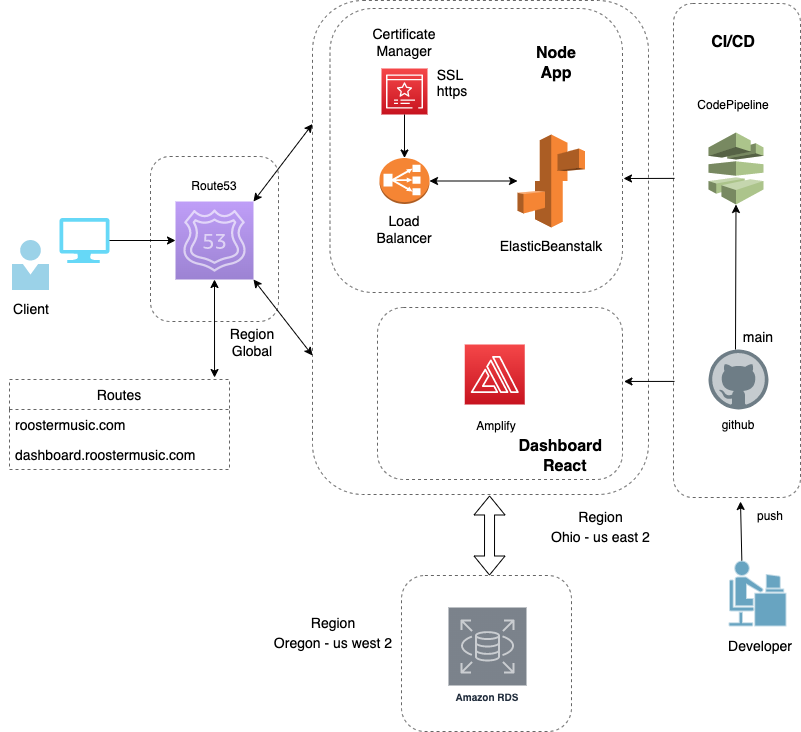 Certificate
Manager
SSL
https
Node
App
Load
Balancer
ElasticBeanstalk
CI/CD
CodePipeline
main
github
push
Developer
Route53
53
Client
Region
Global
Routes
roostermusic.com
dashboard.roostermusic.com
Amplify
Dashboard
React
Region
Ohio - us east 2
Region
Oregon - us west 2
Amazon RDS